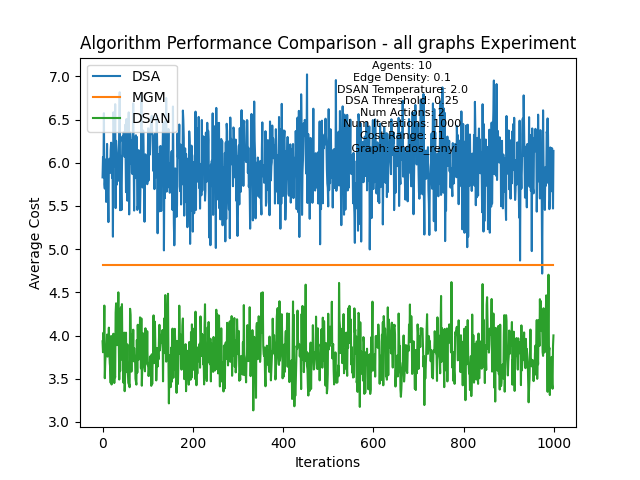 Algorithm Performance Comparison - all graphs Experiment
DSA
MGM
DSAN
Agents: 10
Edge Density: 0.1
DSAN Temperature: 2.0
DSA Threshold: 0.25
Num Actions: 2
Num Iterations: 1000
Cost Range: 11
Graph: erdos_renyi
Average Cost
7.0
6.5
6.0
5.5
5.0
4.5
4.0
3.5
3.0
0
200
400
600
800
1000
Iterations